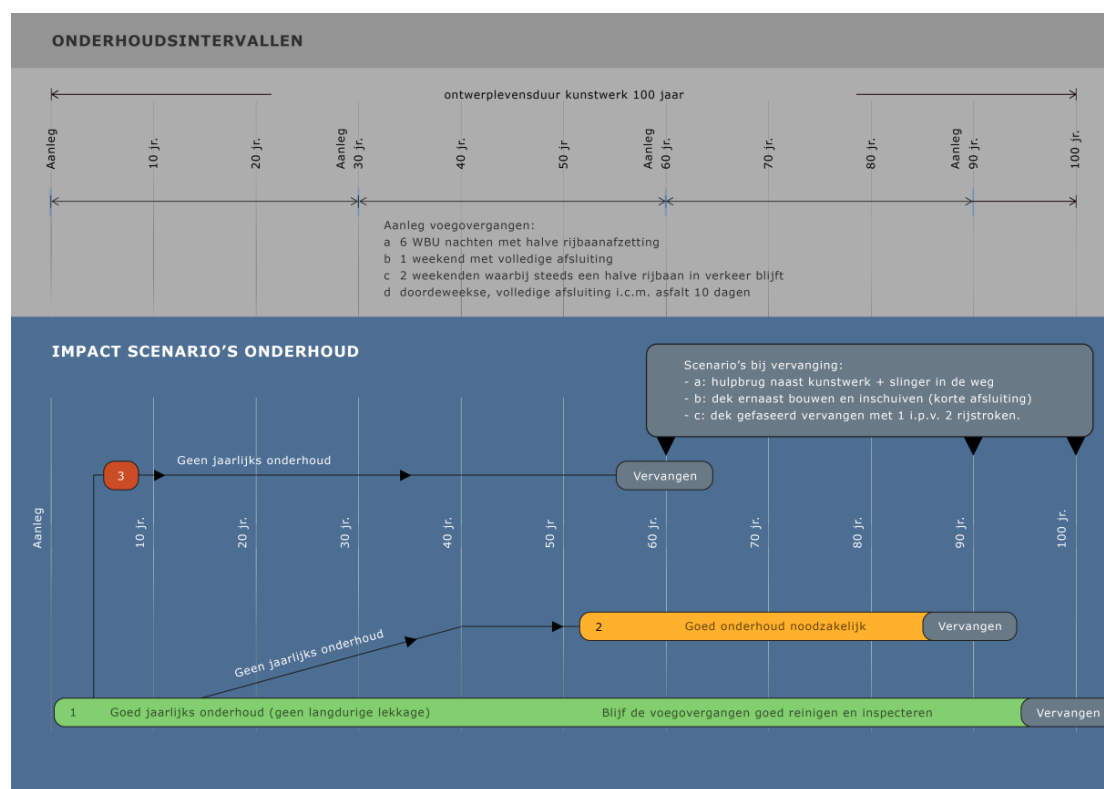 ONDERHOUDSINTERVALLEN
ontwerplevensduur kunstwerk 100 jaar
Aanleg
10 jr.
20 jr.
Aanleg
30 jr.
40 jr.
50 jr
Aanleg
60 jr.
70 jr.
80 jr.
Aanleg
90 jr.
100 jr.
Aanleg voegovergangen:
a 6 WBU nachten met halve rijbaanafzetting
b 1 weekend met volledige afsluiting
c 2 weekenden waarbij steeds een halve rijbaan in verkeer blijft
d doordeweekse, volledige afsluiting i.c.m. asfalt 10 dagen
IMPACT SCENARIO’S ONDERHOUD
Scenario’s bij vervanging:
- a: hulpbrug naast kunstwerk + slinger in de weg
- b: dek ernaast bouwen en inschuiven (korte afsluiting)
- c: dek gefaseerd vervangen met 1 i.p.v. 2 rijstroken.
3
Geen jaarlijks onderhoud
Vervangen
Aanleg
10 jr.
20 jr.
30 jr.
40 jr.
50 jr
60 jr.
70 jr.
80 jr.
90 jr.
100 jr.
Geen jaarlijks onderhoud
2 Goed onderhoud noodzakelijk
Vervangen
1 Goed jaarlijks onderhoud (geen langdurige lekkage)
Blijf de voegovergangen goed reinigen en inspecteren
Vervangen